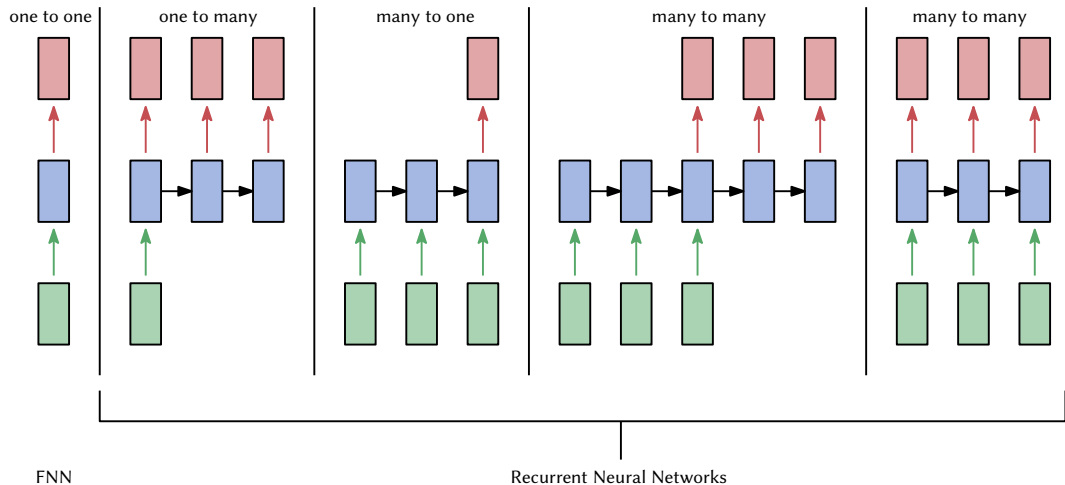 one to one
one to many
many to one
many to many
many to many
FNN
Recurrent Neural Networks